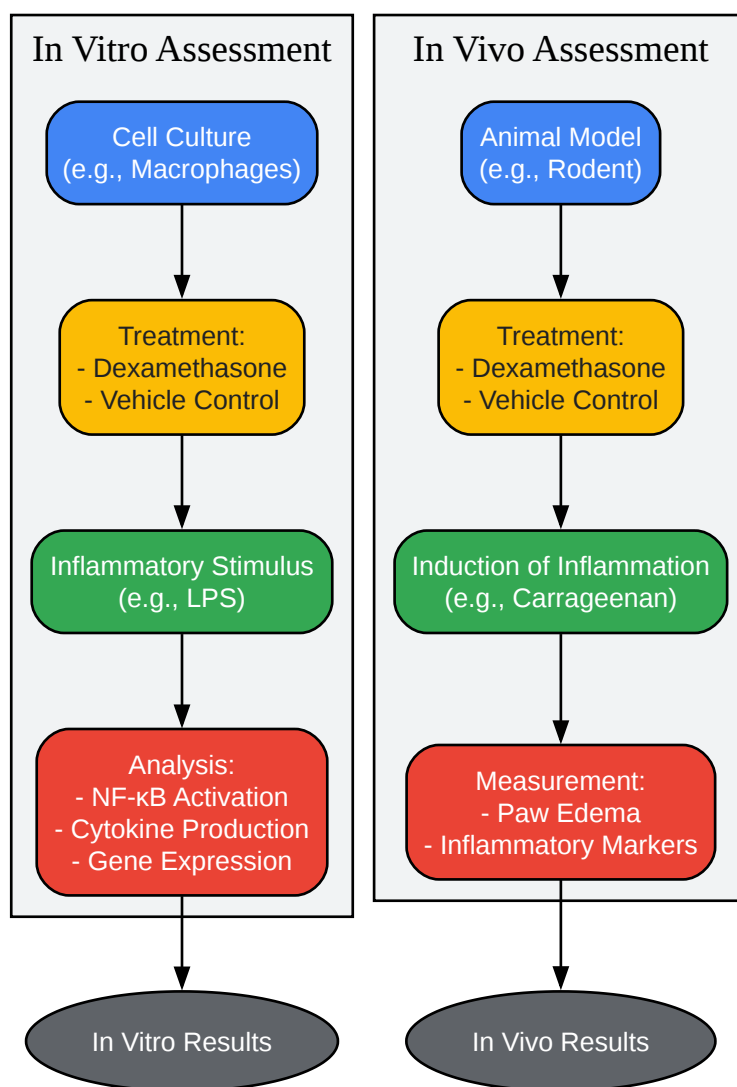 In Vitro Assessment
Cell Culture
(e.g., Macrophages)
Treatment:
- Dexamethasone
- Vehicle Control
Inflammatory Stimulus
(e.g., LPS)
Analysis:
- NF-κB Activation
- Cytokine Production
- Gene Expression
In Vitro Results
In Vivo Assessment
Animal Model
(e.g., Rodent)
Treatment:
- Dexamethasone
- Vehicle Control
Induction of Inflammation
(e.g., Carrageenan)
Measurement:
- Paw Edema
- Inflammatory Markers
In Vivo Results